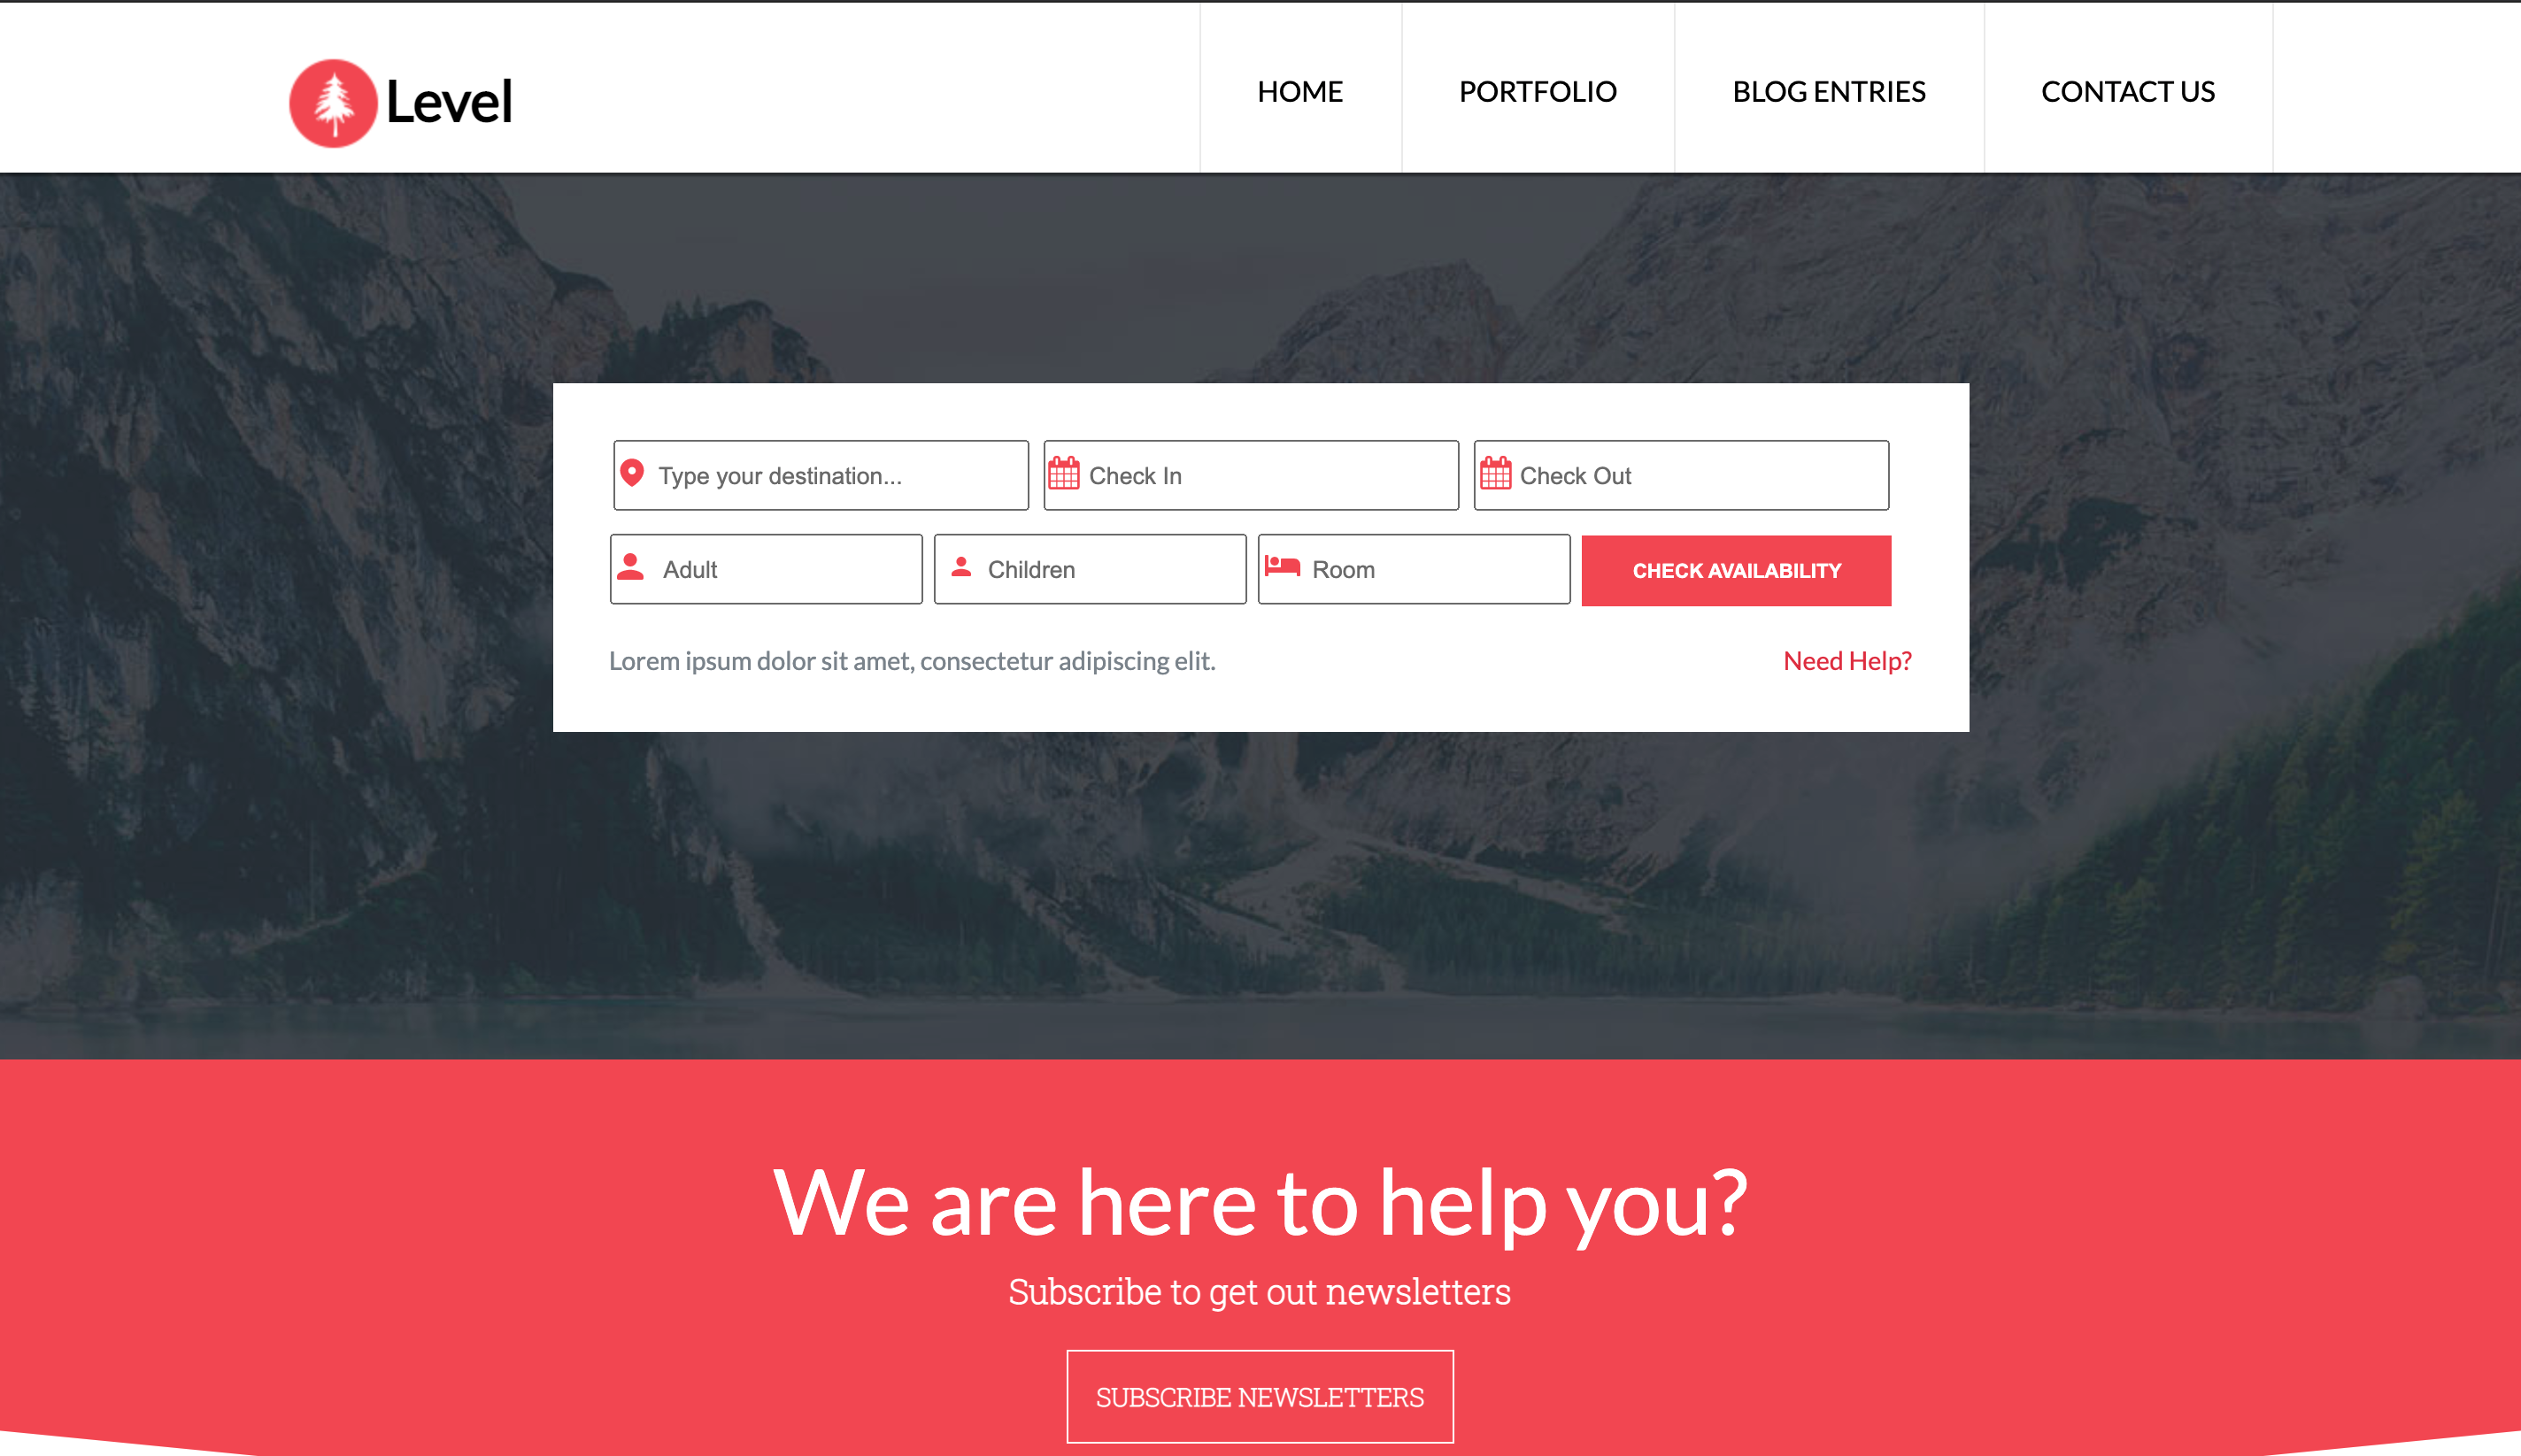 Level
HOME
PORTFOLIO
BLOG ENTRIES
CONTACT US
Type your destination...
Check In
Check Out
Adult
Children
Room
CHECK AVAILABILITY
Lorem ipsum dolor sit amet, consectetur adipiscing elit.
Need Help?
We are here to help you?
Subscribe to get out newsletters
SUBSCRIBE NEWSLETTERS